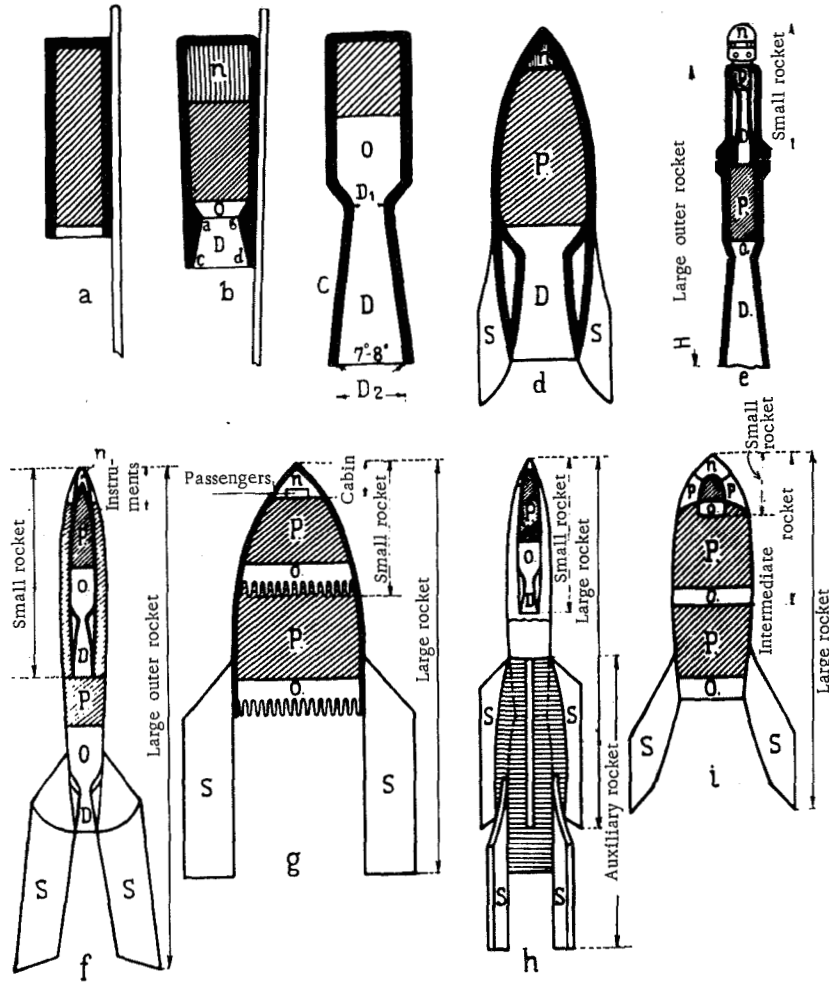 a
n
O
a б
D
c d
b
O
D1
C
D
7°-8°
D2
n
P.
D
S
S
d
n
P.
D
P.
O.
D.
Small rocket
Large outer rocket
H
e
n
Instru-
ments
P
O.
D
P
O
D
S
S
Small rocket
Large outer rocket
f
Passengers
n
Cabin
P.
O.
P.
O.
Small rocket
Large rocket
S
S
g
P.
O.
D
Small rocket
Large rocket
S
S
S
S
Auxiliary rocket
h
Small
rocket
n
P
P
O.
P.
O.
P.
O.
Intermediate rocket
Large rocket
S
S
i